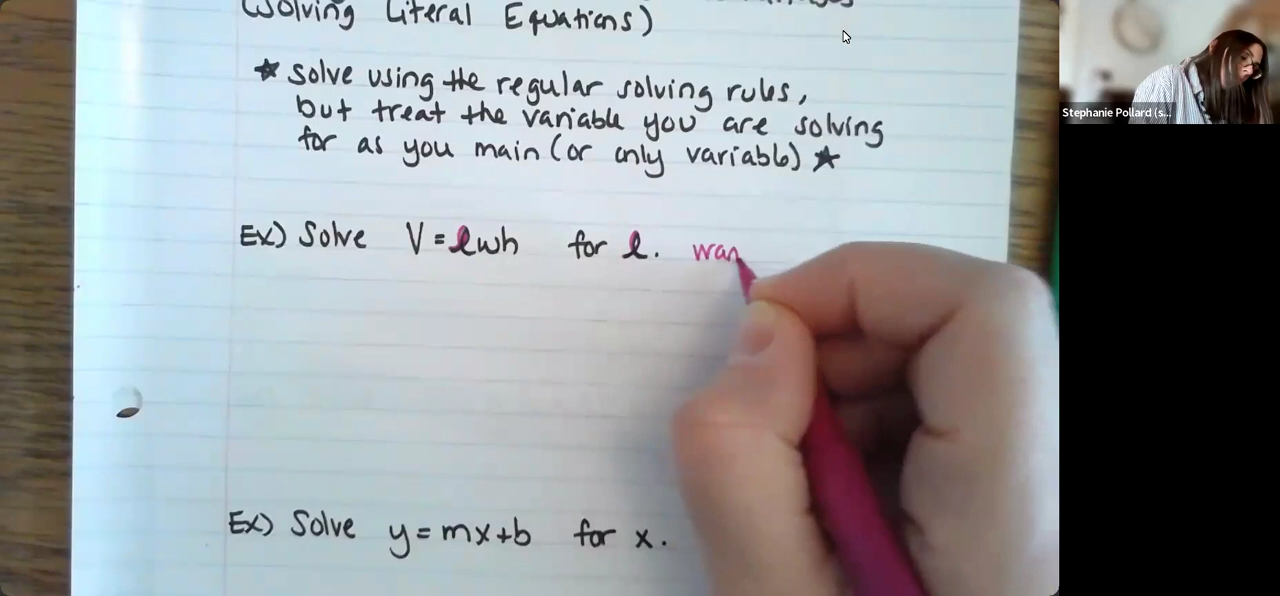 (Solving Literal Equations)
★ solve using the regular solving rules,
but treat the variable you are solving
for as you main (or only variable) ★
Ex) Solve V = lwh for l. wan
Ex) Solve y = mx + b for x.
Stephanie Pollard (s...